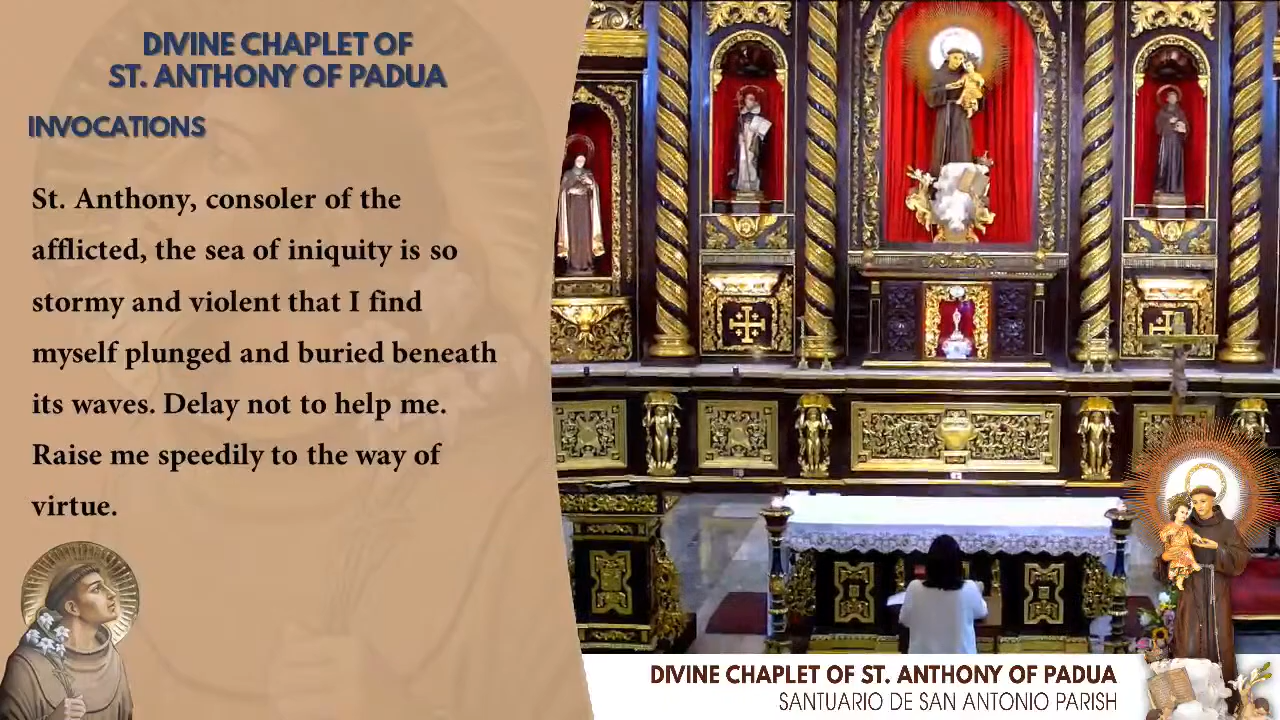 DIVINE CHAPLET OF
ST. ANTHONY OF PADUA
INVOCATIONS
St. Anthony, consoler of the
afflicted, the sea of iniquity is so
stormy and violent that I find
myself plunged and buried beneath
its waves. Delay not to help me.
Raise me speedily to the way of
virtue.
DIVINE CHAPLET OF ST. ANTHONY OF PADUA
SANTUARIO DE SAN ANTONIO PARISH